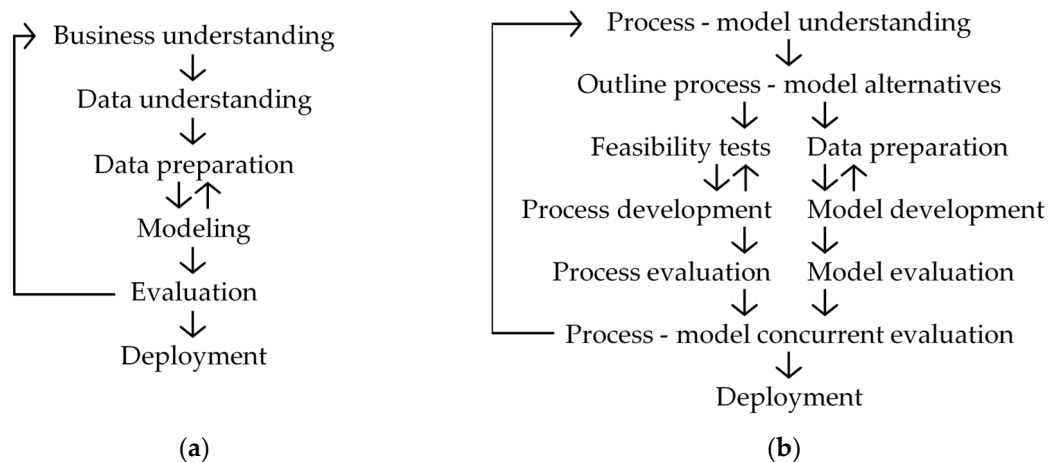 Business understanding
Data understanding
Data preparation
Modeling
Evaluation
Deployment
(a)
Process - model understanding
Outline process - model alternatives
Feasibility tests Data preparation
Process development Model development
Process evaluation Model evaluation
Process - model concurrent evaluation
Deployment
(b)